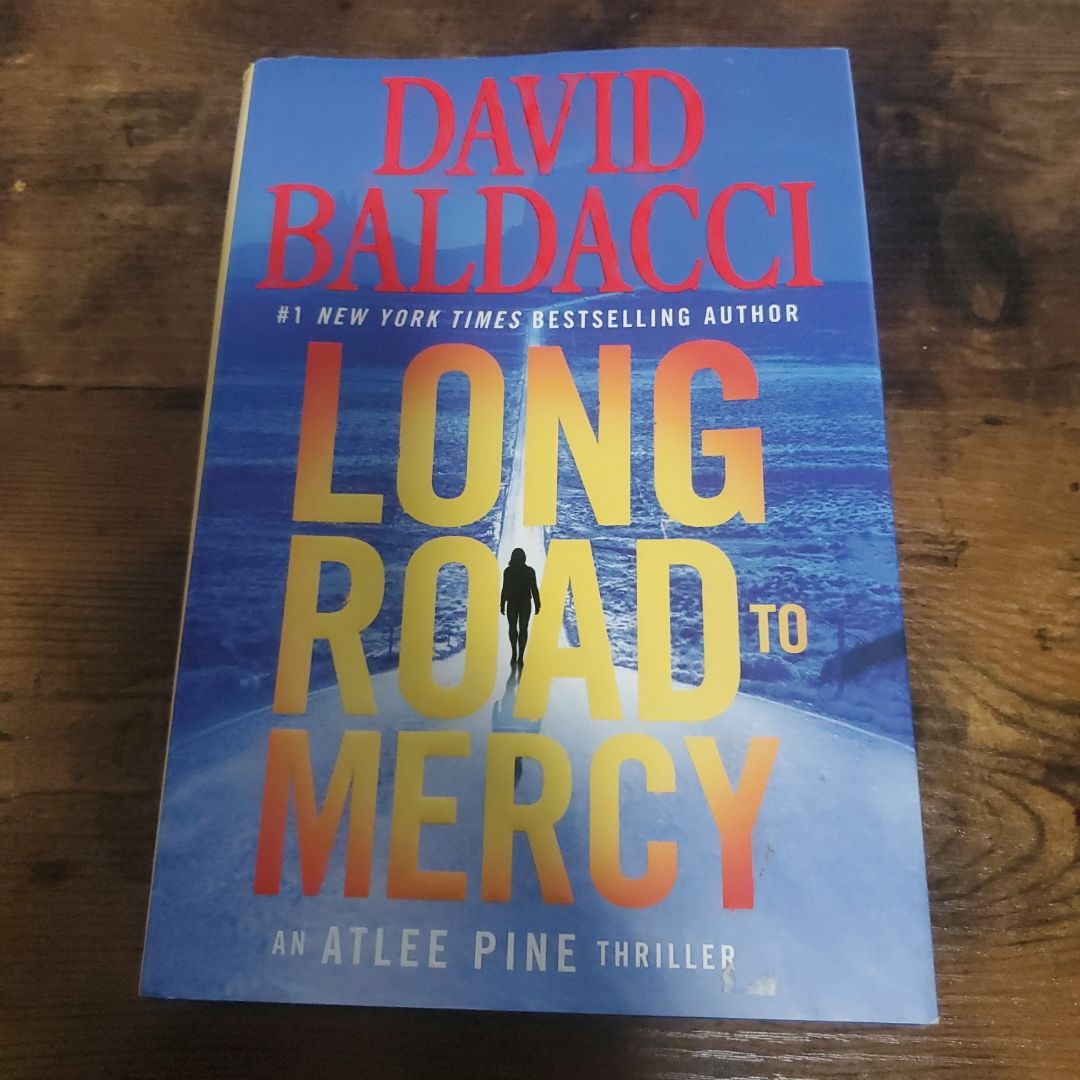 DAVID
BALDACCI
#1 NEW YORK TIMES BESTSELLING AUTHOR
LONG
ROAD TO
MERCY
AN ATLEE PINE THRILLER